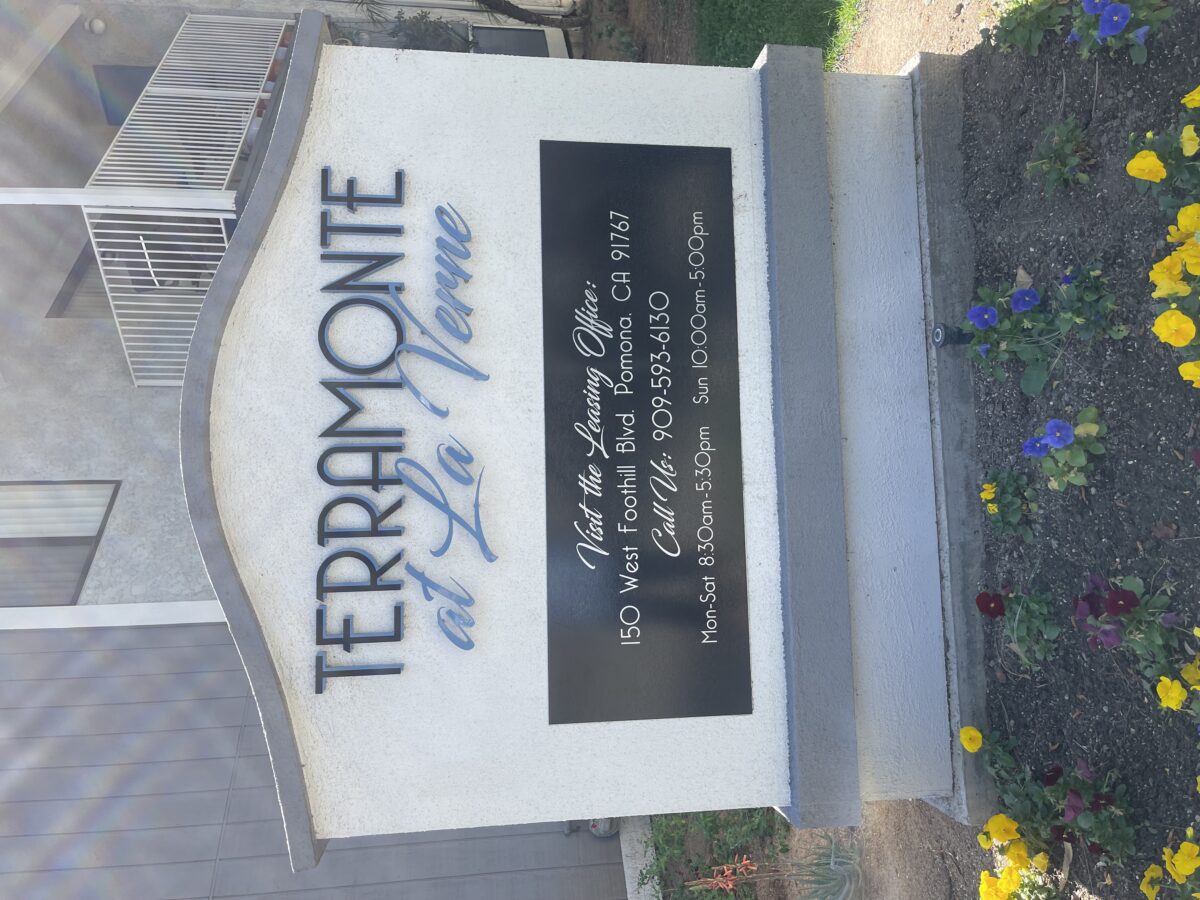 TERRAMONTE
at La Verne
Visit the Leasing Office:
150 West Foothill Blvd. Pomona, CA 91767
Call Us: 909-593-6130
Mon-Sat 8:30am-5:30pm Sun 10:00am-5:00pm